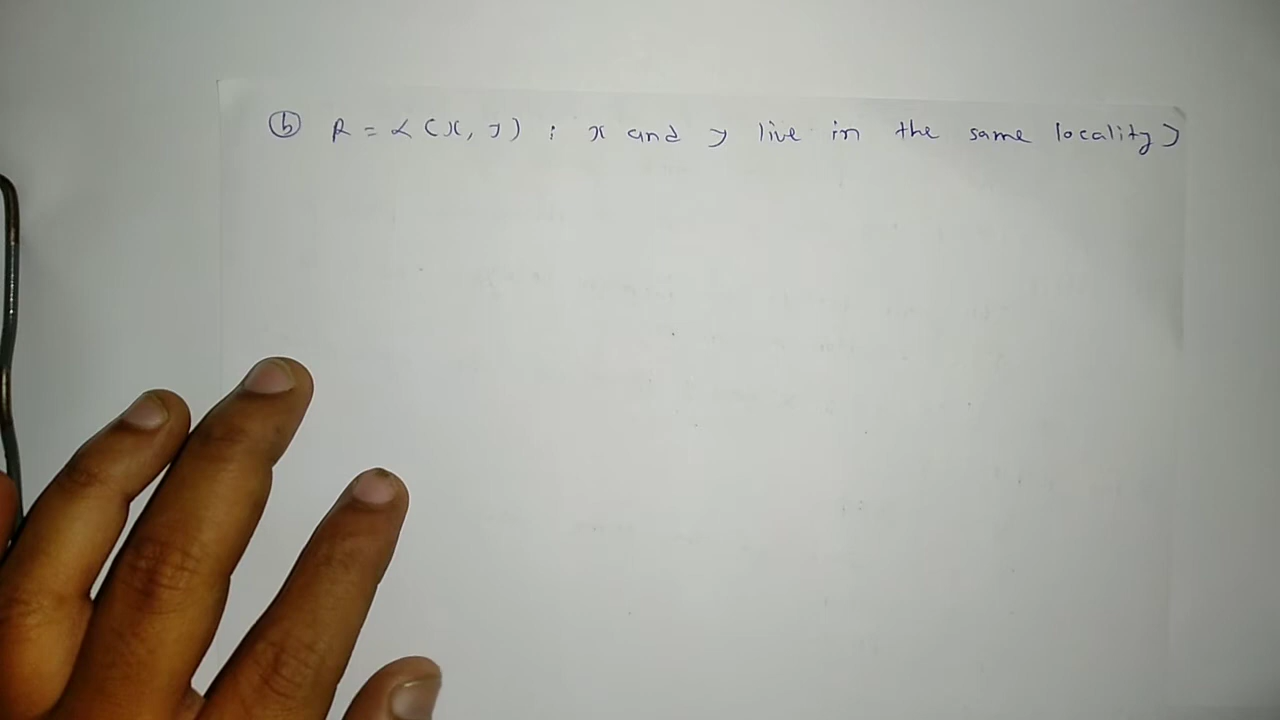 (b) R = {(x, y) : x and y live in the same locality}